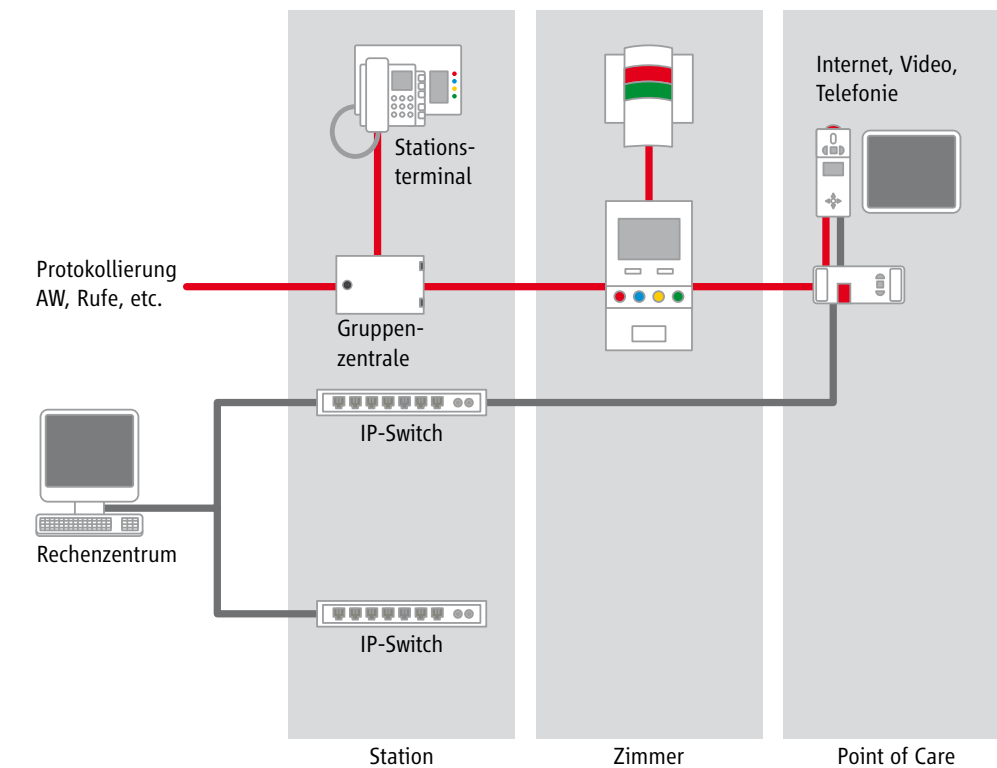 Internet, Video,
Telefonie
Stations-
terminal
Protokollierung
AW, Rufe, etc.
Gruppen-
zentrale
IP-Switch
Rechenzentrum
IP-Switch
Station
Zimmer
Point of Care